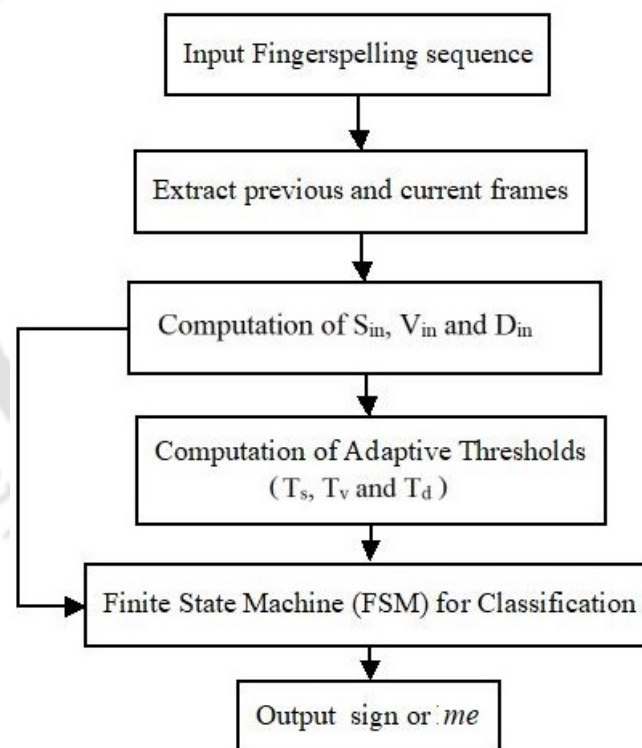 Input Fingerspelling sequence
Extract previous and current frames
Computation of Sin, Vin and Din
Computation of Adaptive Thresholds
( Ts, Tv and Td )
Finite State Machine (FSM) for Classification
Output sign or me